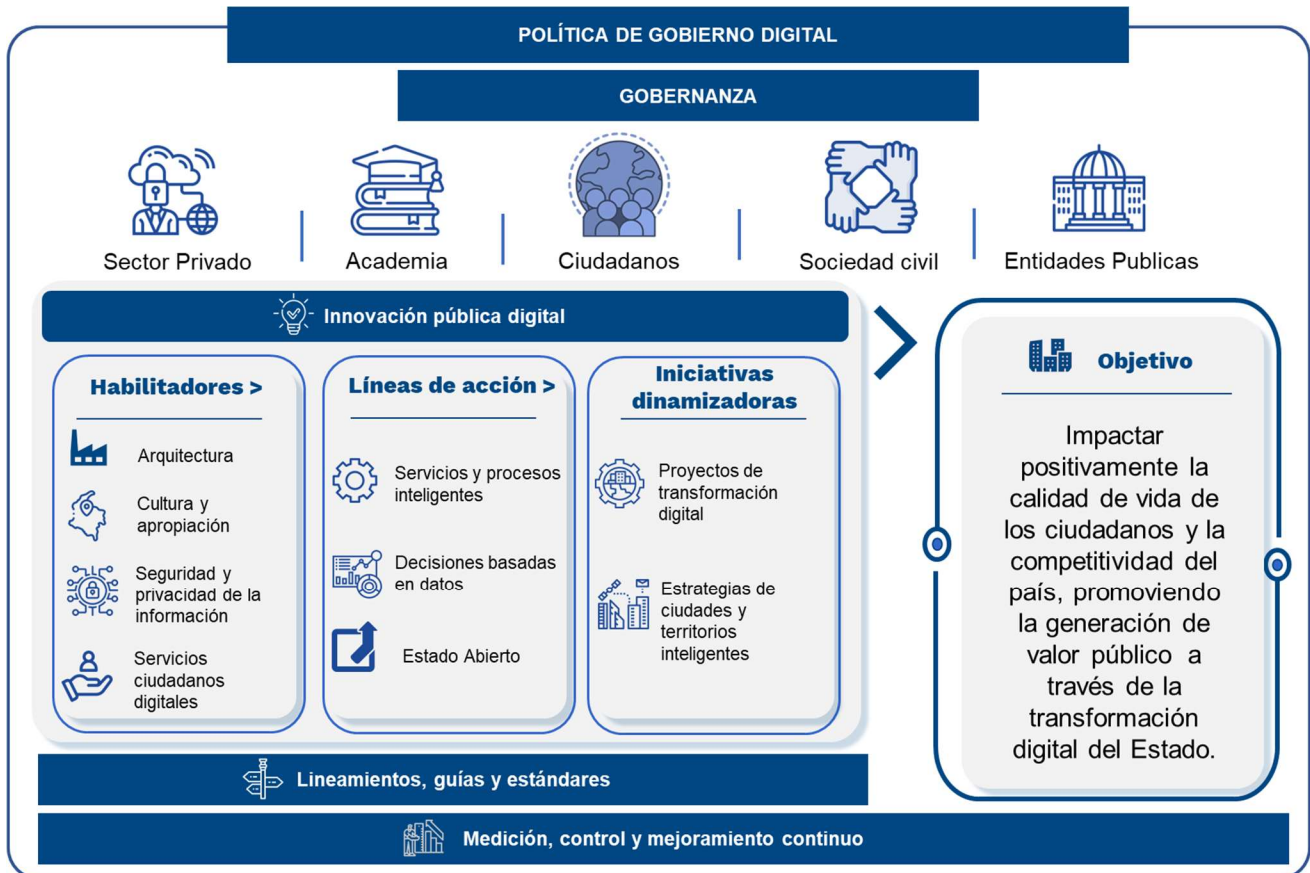 POLÍTICA DE GOBIERNO DIGITAL
GOBERNANZA
Sector Privado
Academia
Ciudadanos
Sociedad civil
Entidades Publicas
Innovación pública digital
Habilitadores >
Arquitectura
Cultura y
apropiación
Seguridad y
privacidad de la
información
Servicios
ciudadanos
digitales
Líneas de acción >
Servicios y procesos
inteligentes
Decisiones basadas
en datos
Estado Abierto
Iniciativas
dinamizadoras
Proyectos de
transformación
digital
Estrategias de
ciudades y
territorios
inteligentes
Objetivo
Impactar
positivamente la
calidad de vida de
los ciudadanos y la
competitividad del
país, promoviendo
la generación de
valor público a
través de la
transformación
digital del Estado.
Lineamientos, guías y estándares
Medición, control y mejoramiento continuo